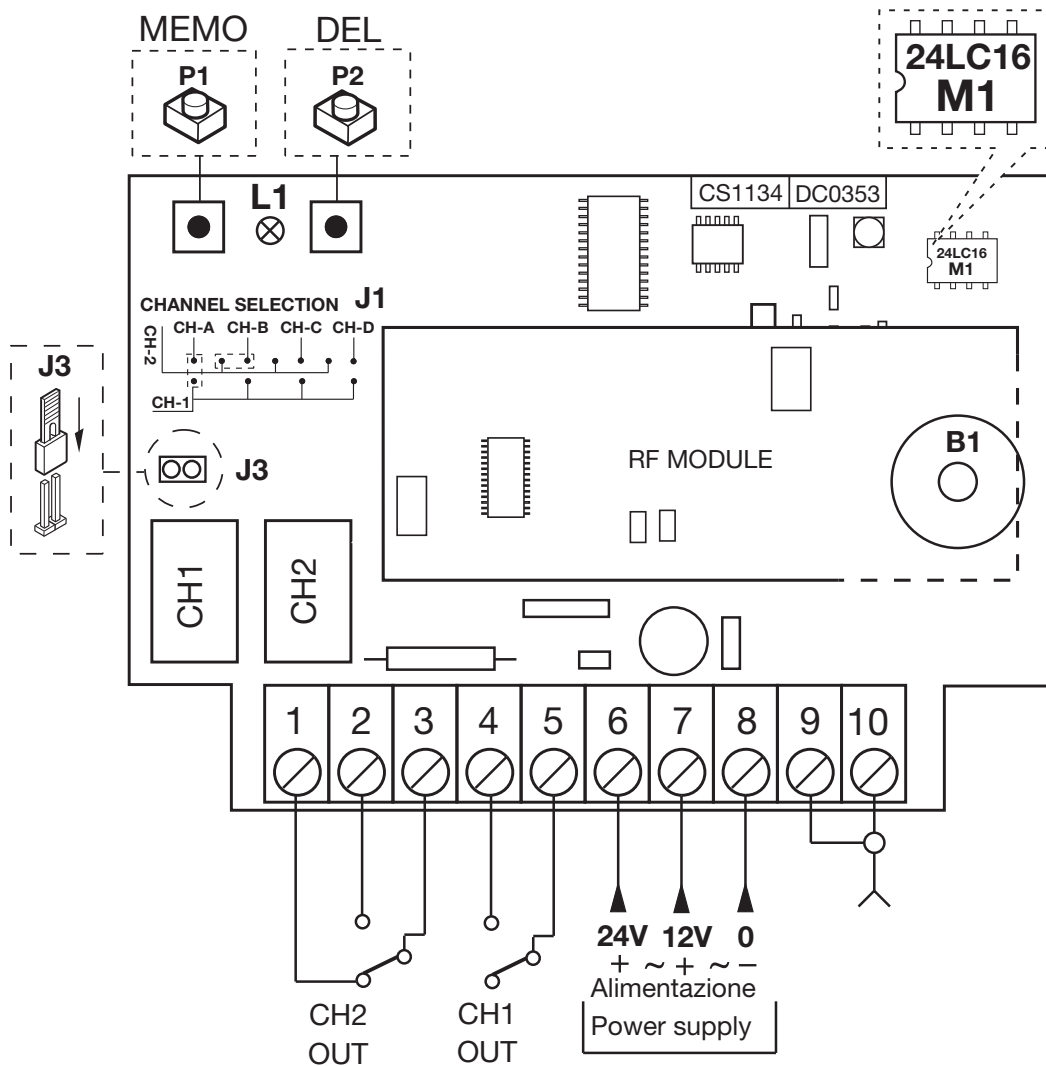 MEMO DEL
P1 P2
24LC16
M1
L1
CS1134 DC0353
24LC16
M1
CHANNEL SELECTION J1
CH-2
CH-A CH-B CH-C CH-D
CH-1
J3
J3
RF MODULE
B1
CH1
CH2
1 2 3 4 5 6 7 8 9 10
24V 12V 0
+ ~ + ~ −
Alimentazione
Power supply
CH2
OUT
CH1
OUT